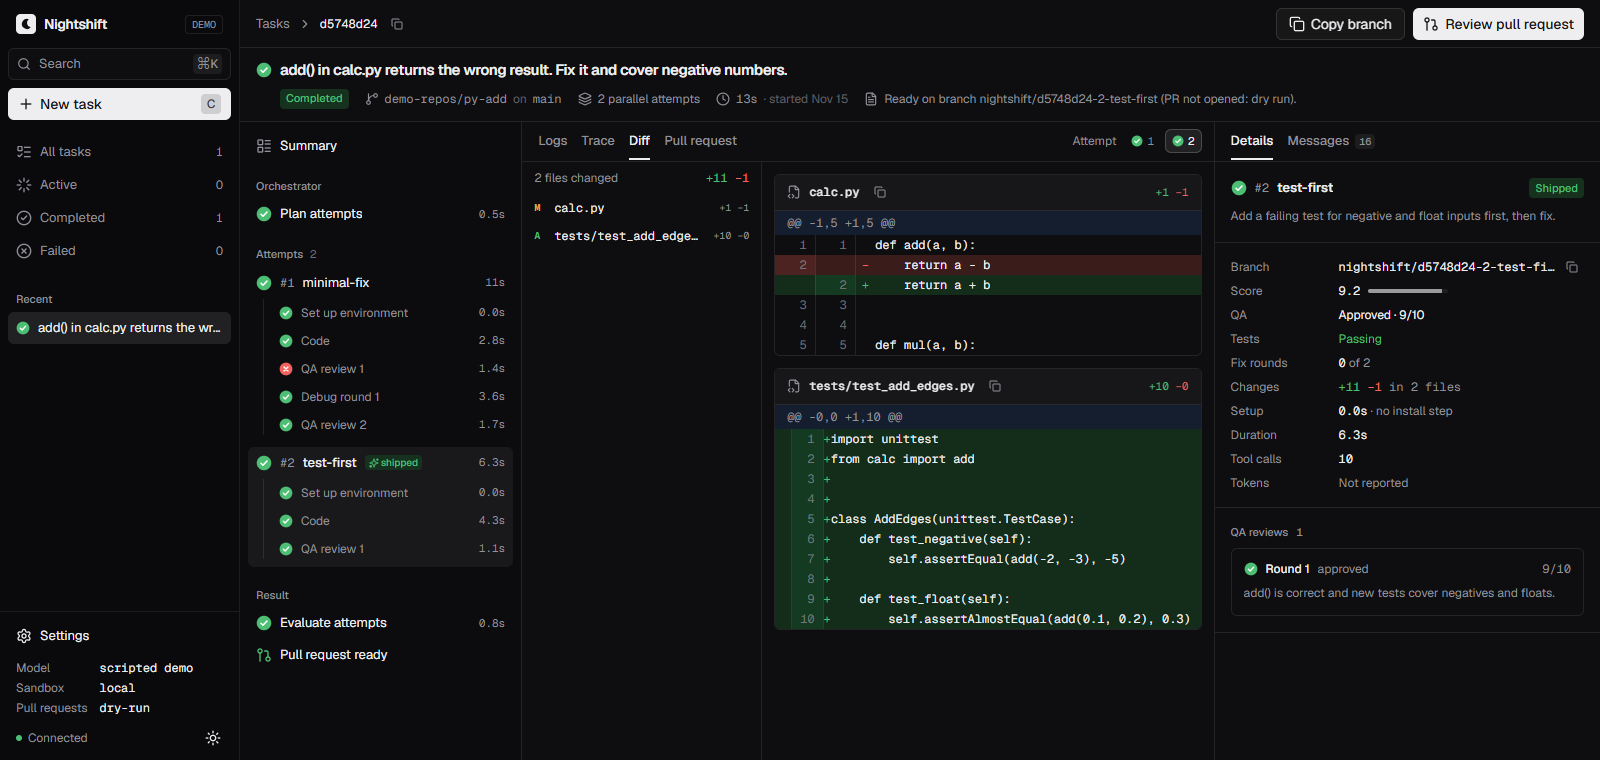 Nightshift
DEMO
Search
⌘K
New task
C
All tasks 1
Active 0
Completed 1
Failed 0
Recent
add() in calc.py returns the wr...
Settings
Model scripted demo
Sandbox local
Pull requests dry-run
Connected
Tasks > d5748d24
Copy branch
Review pull request
add() in calc.py returns the wrong result. Fix it and cover negative numbers.
Completed demo-repos/py-add on main 2 parallel attempts 13s · started Nov 15 Ready on branch nightshift/d5748d24-2-test-first (PR not opened: dry run).
Summary
Orchestrator
Plan attempts 0.5s
Attempts 2
#1 minimal-fix 11s
Set up environment 0.0s
Code 2.8s
QA review 1 1.4s
Debug round 1 3.6s
QA review 2 1.7s
#2 test-first shipped 6.3s
Set up environment 0.0s
Code 4.3s
QA review 1 1.1s
Result
Evaluate attempts 0.8s
Pull request ready
Logs Trace Diff Pull request
Attempt 1 2
2 files changed +11 −1
M calc.py +1 −1
A tests/test_add_edge… +10 −0
calc.py +1 −1
@@ -1,5 +1,5 @@
1 1 def add(a, b):
2 - return a - b
2 + return a + b
3 3
4 4
5 5 def mul(a, b):
tests/test_add_edges.py +10 −0
@@ -0,0 +1,10 @@
1 +import unittest
2 +from calc import add
3 +
4 +
5 +class AddEdges(unittest.TestCase):
6 + def test_negative(self):
7 + self.assertEqual(add(-2, -3), -5)
8 +
9 + def test_float(self):
10 + self.assertAlmostEqual(add(0.1, 0.2), 0.3)
Details Messages 16
#2 test-first Shipped
Add a failing test for negative and float inputs first, then fix.
Branch nightshift/d5748d24-2-test-fi…
Score 9.2
QA Approved · 9/10
Tests Passing
Fix rounds 0 of 2
Changes +11 −1 in 2 files
Setup 0.0s · no install step
Duration 6.3s
Tool calls 10
Tokens Not reported
QA reviews 1
Round 1 approved 9/10
add() is correct and new tests cover negatives and floats.